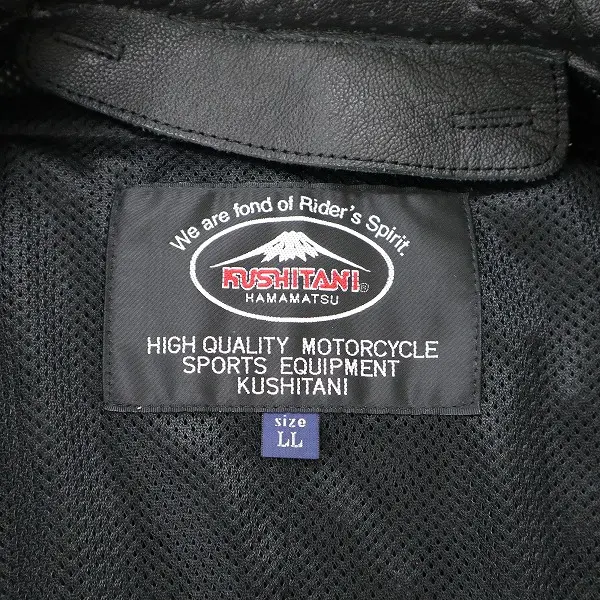 We are fond of Rider's Spirit.
KUSHITANI®
HAMAMATSU
HIGH QUALITY MOTORCYCLE
SPORTS EQUIPMENT
KUSHITANI
size
LL